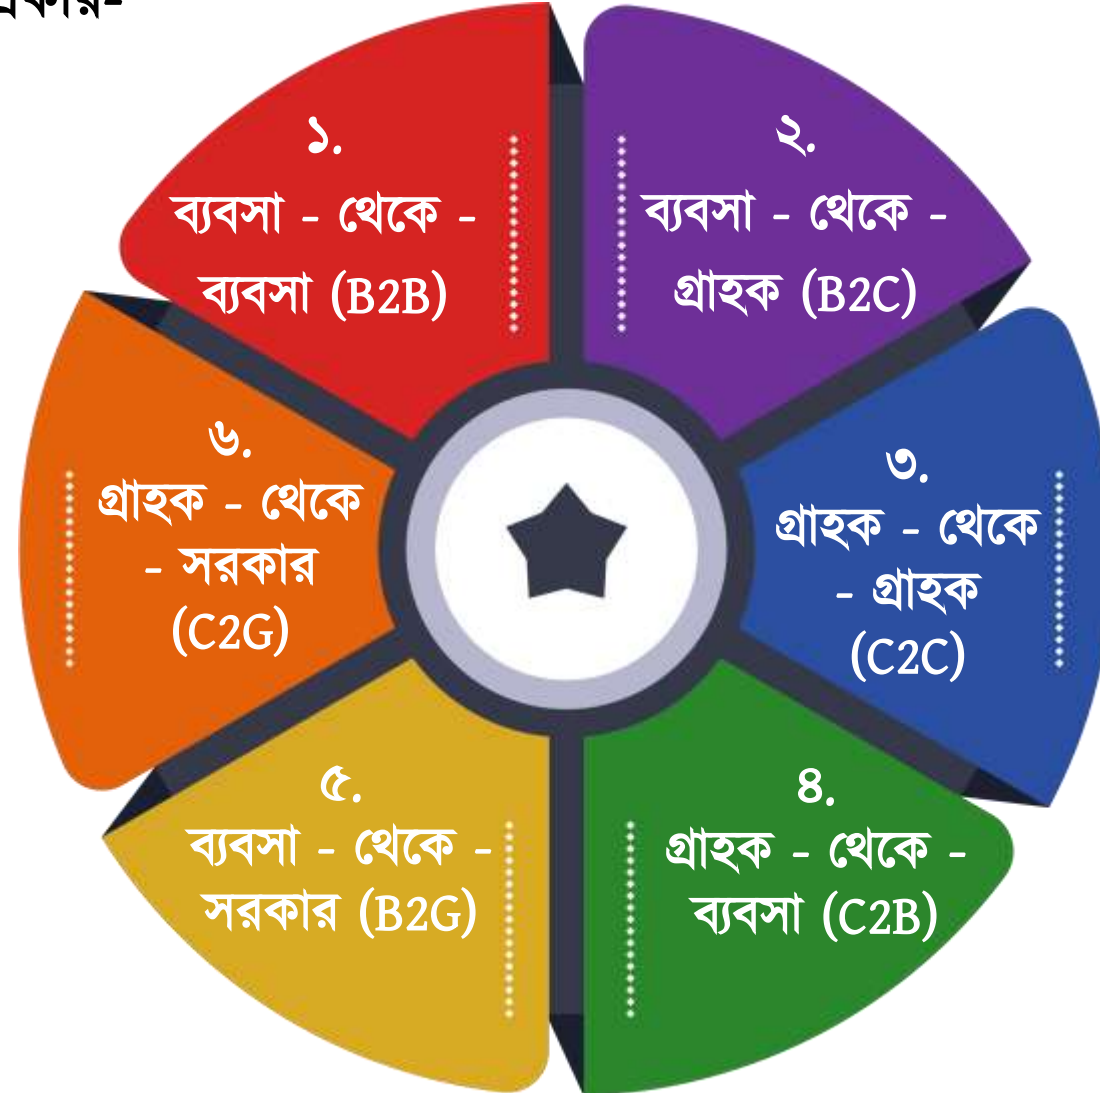 প্রকার-
১.
ব্যবসা - থেকে -
ব্যবসা (B2B)
২.
ব্যবসা - থেকে -
গ্রাহক (B2C)
৩.
গ্রাহক - থেকে
- গ্রাহক
(C2C)
৪.
গ্রাহক - থেকে -
ব্যবসা (C2B)
৫.
ব্যবসা - থেকে -
সরকার (B2G)
৬.
গ্রাহক - থেকে
- সরকার
(C2G)